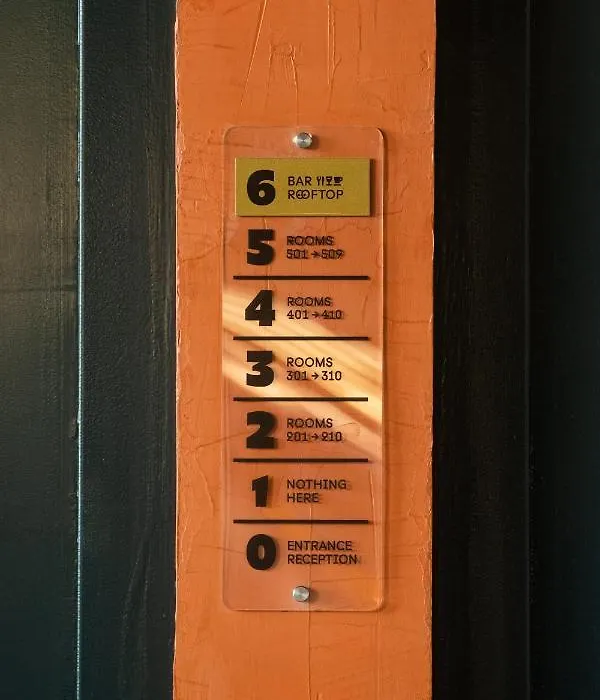 6 BAR
ROOFTOP
5 ROOMS
501→509
4 ROOMS
401→410
3 ROOMS
301→310
2 ROOMS
201→210
1 NOTHING
HERE
0 ENTRANCE
RECEPTION